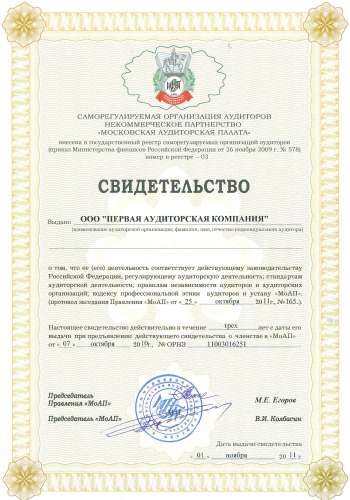 САМОРЕГУЛИРУЕМАЯ ОРГАНИЗАЦИЯ АУДИТОРОВ
НЕКОММЕРЧЕСКОЕ ПАРТНЕРСТВО
«МОСКОВСКАЯ АУДИТОРСКАЯ ПАЛАТА»
внесена в государственный реестр саморегулируемых организаций аудиторов
(приказ Министерства финансов Российской Федерации от 26 ноября 2009 г. № 578)
номер в реестре - 03
СВИДЕТЕЛЬСТВО
Выдано: ООО "ПЕРВАЯ АУДИТОРСКАЯ КОМПАНИЯ"
(наименование аудиторской организации, фамилия, имя, отчество индивидуального аудитора)
о том, что ее (его) деятельность соответствует действующему законодательству
Российской Федерации, регулирующему аудиторскую деятельность; стандартам
аудиторской деятельности; правилам независимости аудиторов и аудиторских
организаций; кодексу профессиональной этики аудиторов и уставу «МоАП».
(протокол заседания Правления «МоАП» от « 25 » октября 2011г., №165.)
Настоящее свидетельство действительно в течение трех лет с даты его
выдачи при предъявлении действующего свидетельства о членстве в «МоАП»
от « 07 » октября 2010г., № ОРНЗ 11003016251
Председатель
Правления «МоАП» М.Е. Егоров
Председатель «МоАП» В.И. Колбасин
Дата выдачи свидетельства
« 01 » ноября 2011 г.